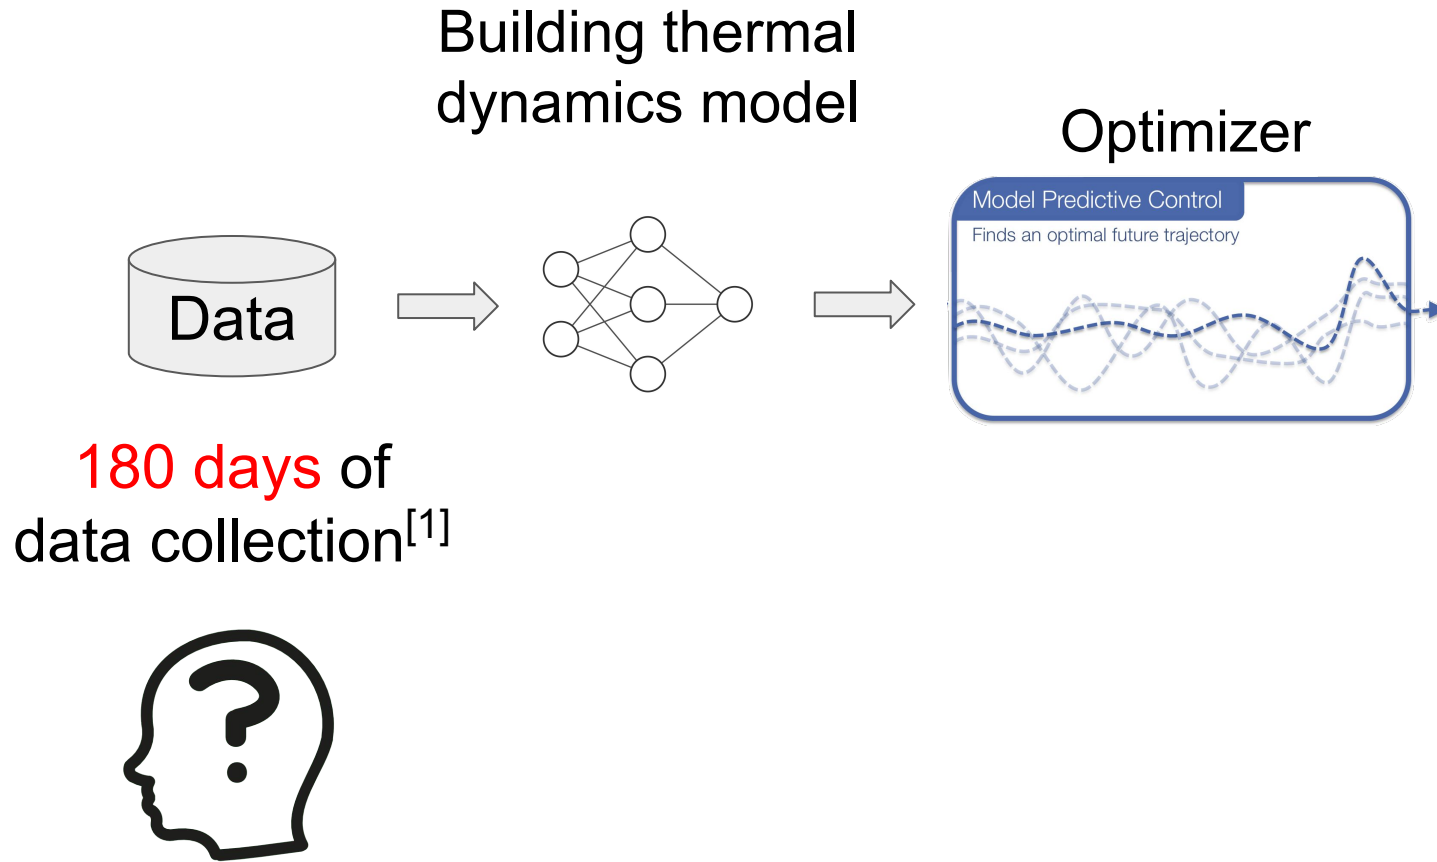 Building thermal
dynamics model
Optimizer
Model Predictive Control
Finds an optimal future trajectory
Data
180 days of
data collection[1]
?